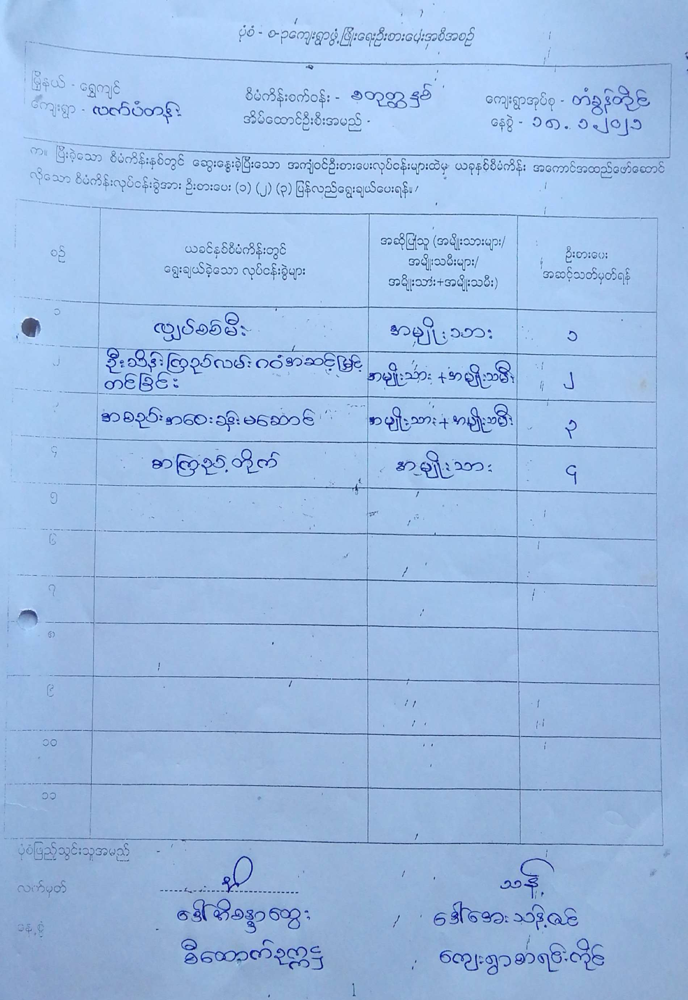 ပုံစံ - စ-၃ကျေးရွာဖွံ့ဖြိုးရေးဦးစားပေးအစီအစဉ်
မြို့နယ် - ရွှေကျင်
စီမံကိန်းစက်ဝန်း - စတုတ္ထနှစ်
ကျေးရွာအုပ်စု - တံခွန်တိုင်
ကျေးရွာ - လက်ပံတန်း
အိမ်ထောင်ဦးစီးအမည် -
နေ့စွဲ - ၁၈.၁.၂၀၂၁
က။ ပြီးခဲ့သော စီမံကိန်းနှစ်တွင် ဆွေးနွေးခဲ့ပြီးသော အကျုံဝင်ဦးစားပေးလုပ်ငန်းများထဲမှ ယခုနှစ်စီမံကိန်း အကောင်အထည်ဖော်ဆောင်
လိုသော စီမံကိန်းလုပ်ငန်းခွဲအား ဦးစားပေး (၁) (၂) (၃) ပြန်လည်ရွေးချယ်ပေးရန်။
စဉ်
ယခင်နှစ်စီမံကိန်းတွင်
ရွေးချယ်ခဲ့သော လုပ်ငန်းခွဲများ
အဆိုပြုသူ (အမျိုးသားများ/
အမျိုးသမီးများ/
အမျိုးသား+အမျိုးသမီး)
ဦးစားပေး
အဆင့်သတ်မှတ်ရန်
၁ လျှပ်စစ်မီး အမျိုးသား ၁
၂ ဦးသိန်းကြည်လမ်းဂဝံအဆင့်မြှင့် အမျိုးသား + အမျိုးသမီး ၂
တင်ခြင်း
အစည်းအဝေးခန်းမဆောင် အမျိုးသား + အမျိုးသမီး ၃
၄ စာကြည့်တိုက် အမျိုးသား ၄
၅
၆
၇
၈
၉
၁၀
၁၁
ပုံစံဖြည့်သွင်းသူအမည် -
လက်မှတ် သန့်
ဒေါ်အိစန္ဒာထွေး ဒေါ်အေးသန့်ဇင်
နေ့စွဲ
စီထောက်ဥက္ကဋ္ဌ ကျေးရွာစာရင်းကိုင်
1